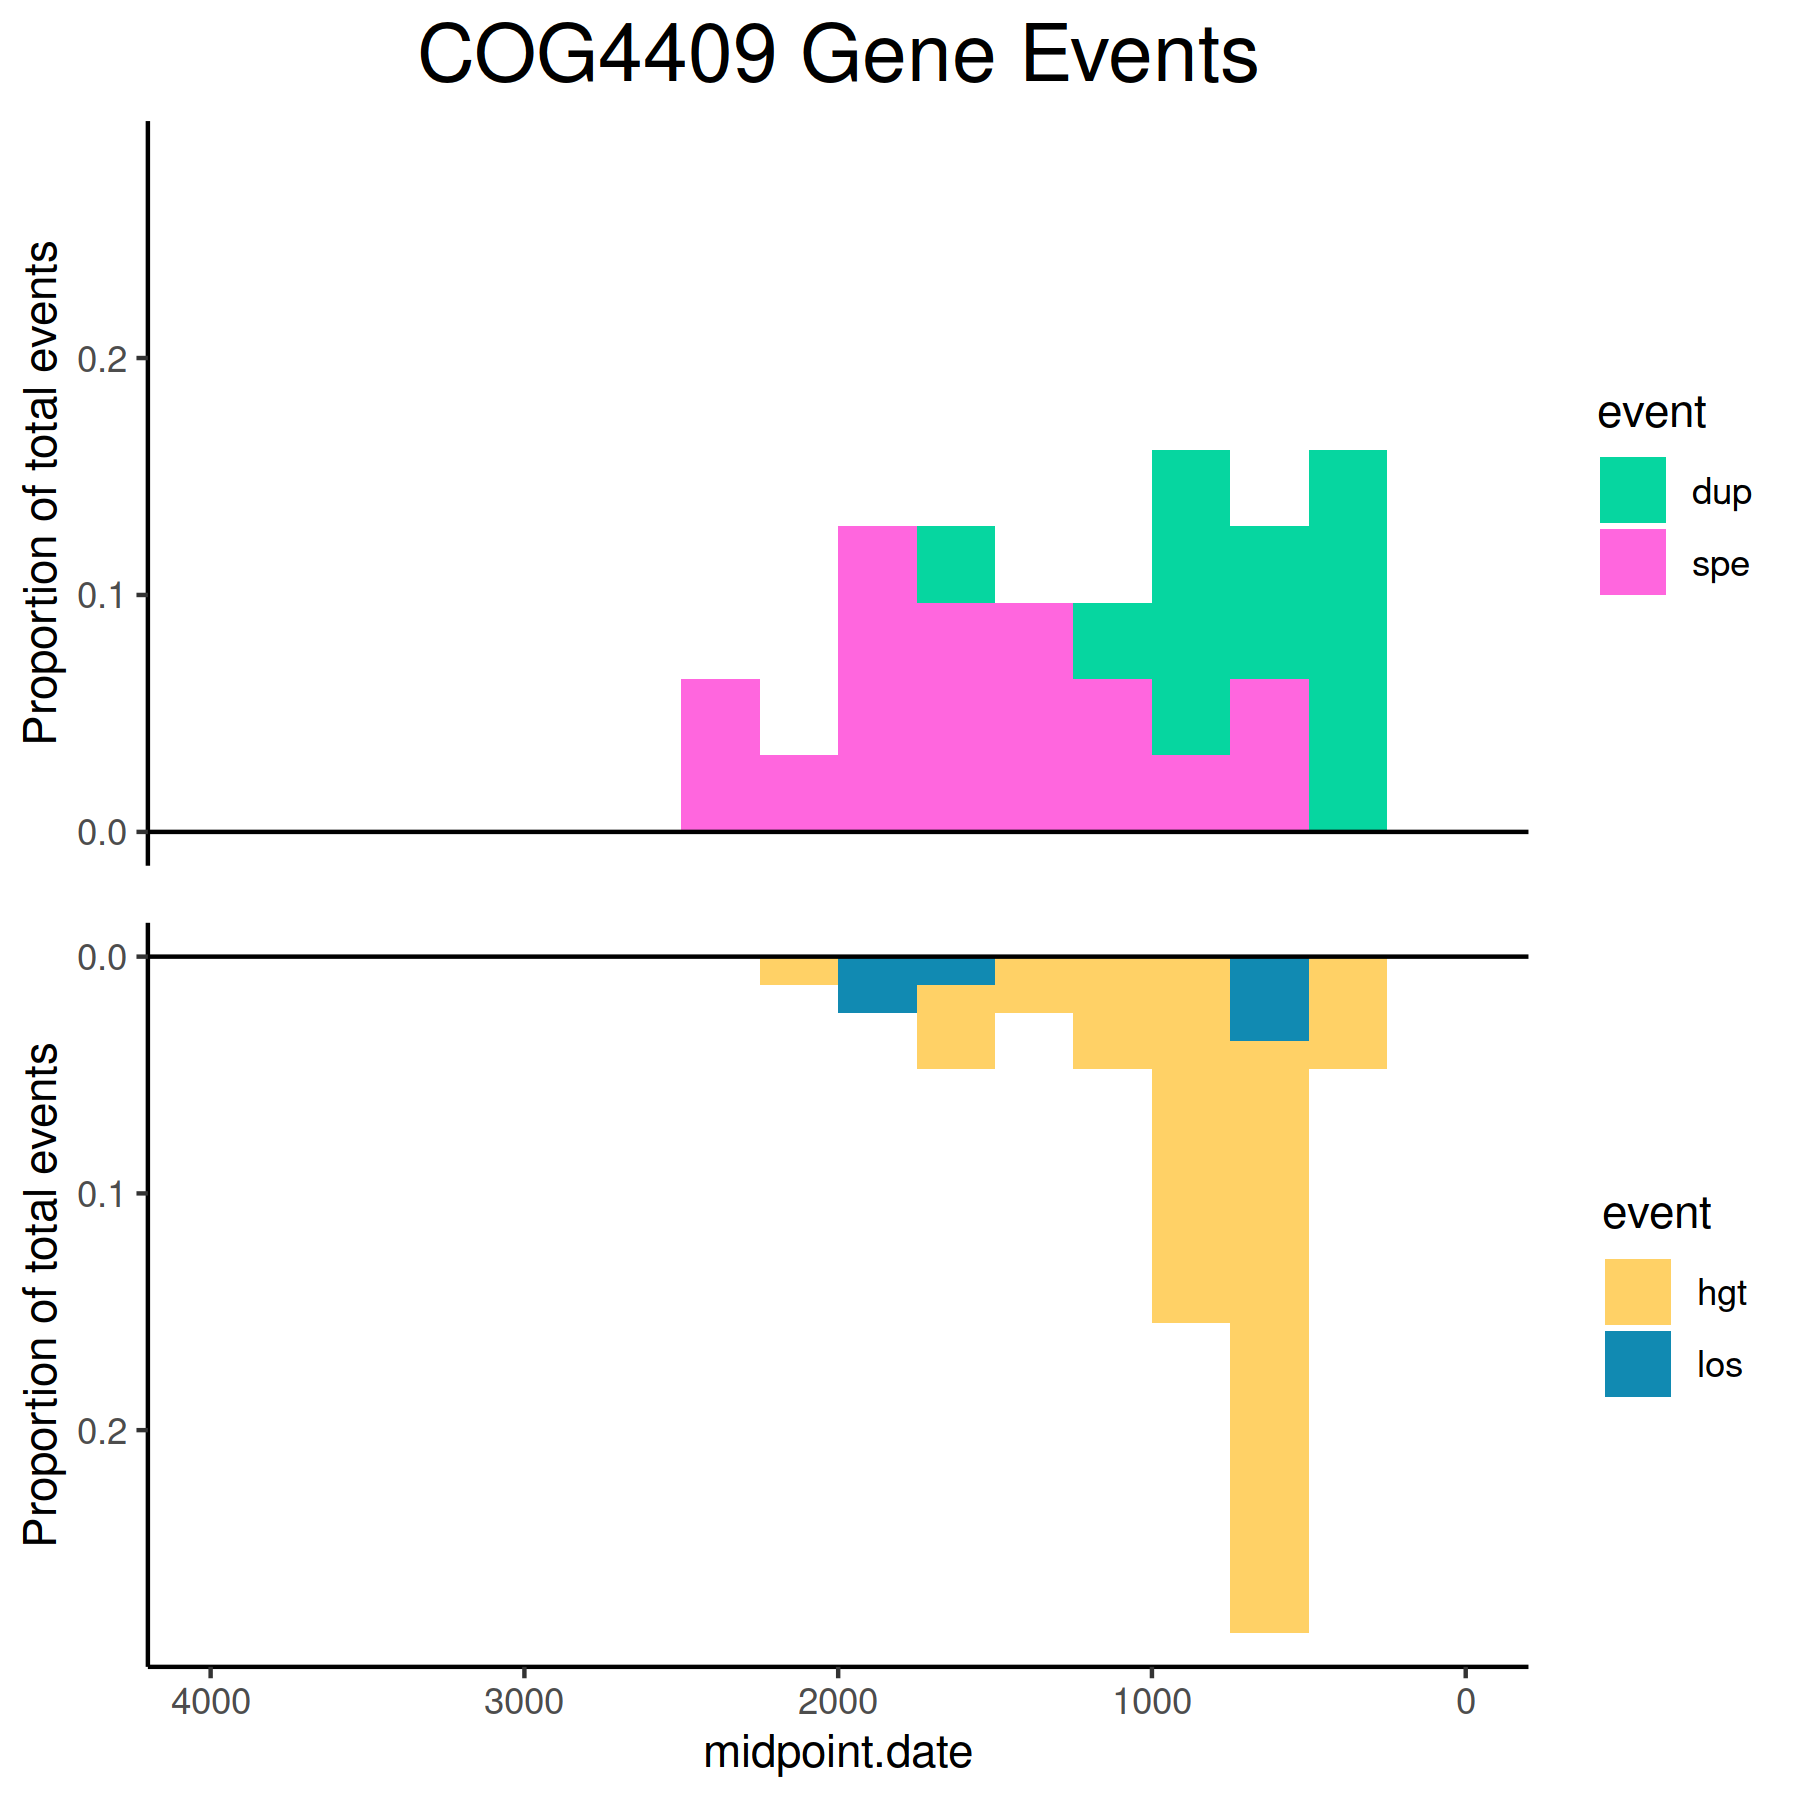 COG4409 Gene Events
Proportion of total events
0.2
0.1
0.0
event
dup
spe
Proportion of total events
0.0
0.1
0.2
event
hgt
los
4000 3000 2000 1000 0
midpoint.date